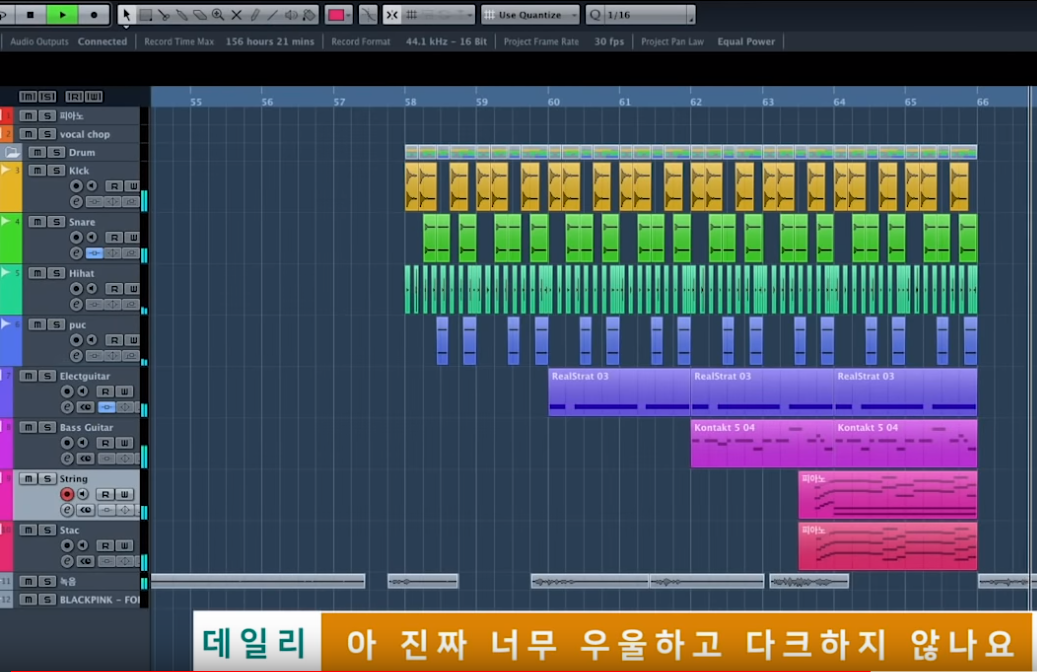 Use Quantize
Q 1/16
Audio Outputs Connected Record Time Max 156 hours 21 mins Record Format 44.1 kHz - 16 Bit Project Frame Rate 30 fps Project Pan Law Equal Power
M S R W
55 56 57 58 59 60 61 62 63 64 65 66
1 m S 피아노
2 m S vocal chop
m S Drum
3 m S Kick
R W
e
4 m S Snare
R W
e
5 m S Hihat
R W
e
6 m S puc
R W
e
7 m S Electguitar
R W
e
RealStrat 03 RealStrat 03 RealStrat 03
8 m S Bass Guitar
R W
e
Kontakt 5 04 Kontakt 5 04
9 m S String
R W
e
피아노
10 m S Stac
R W
e
피아노
11 m S 녹음
12 m S BLACKPINK - FO
데일리 아 진짜 너무 우울하고 다크하지 않나요